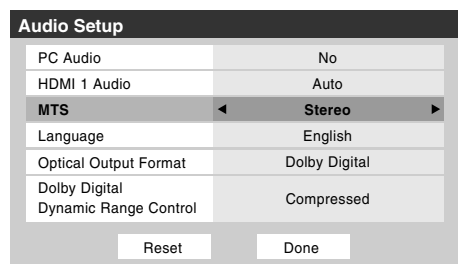 Audio Setup
PC Audio No
HDMI 1 Audio Auto
MTS ◀ Stereo ▶
Language English
Optical Output Format Dolby Digital
Dolby Digital
Dynamic Range Control Compressed
Reset Done